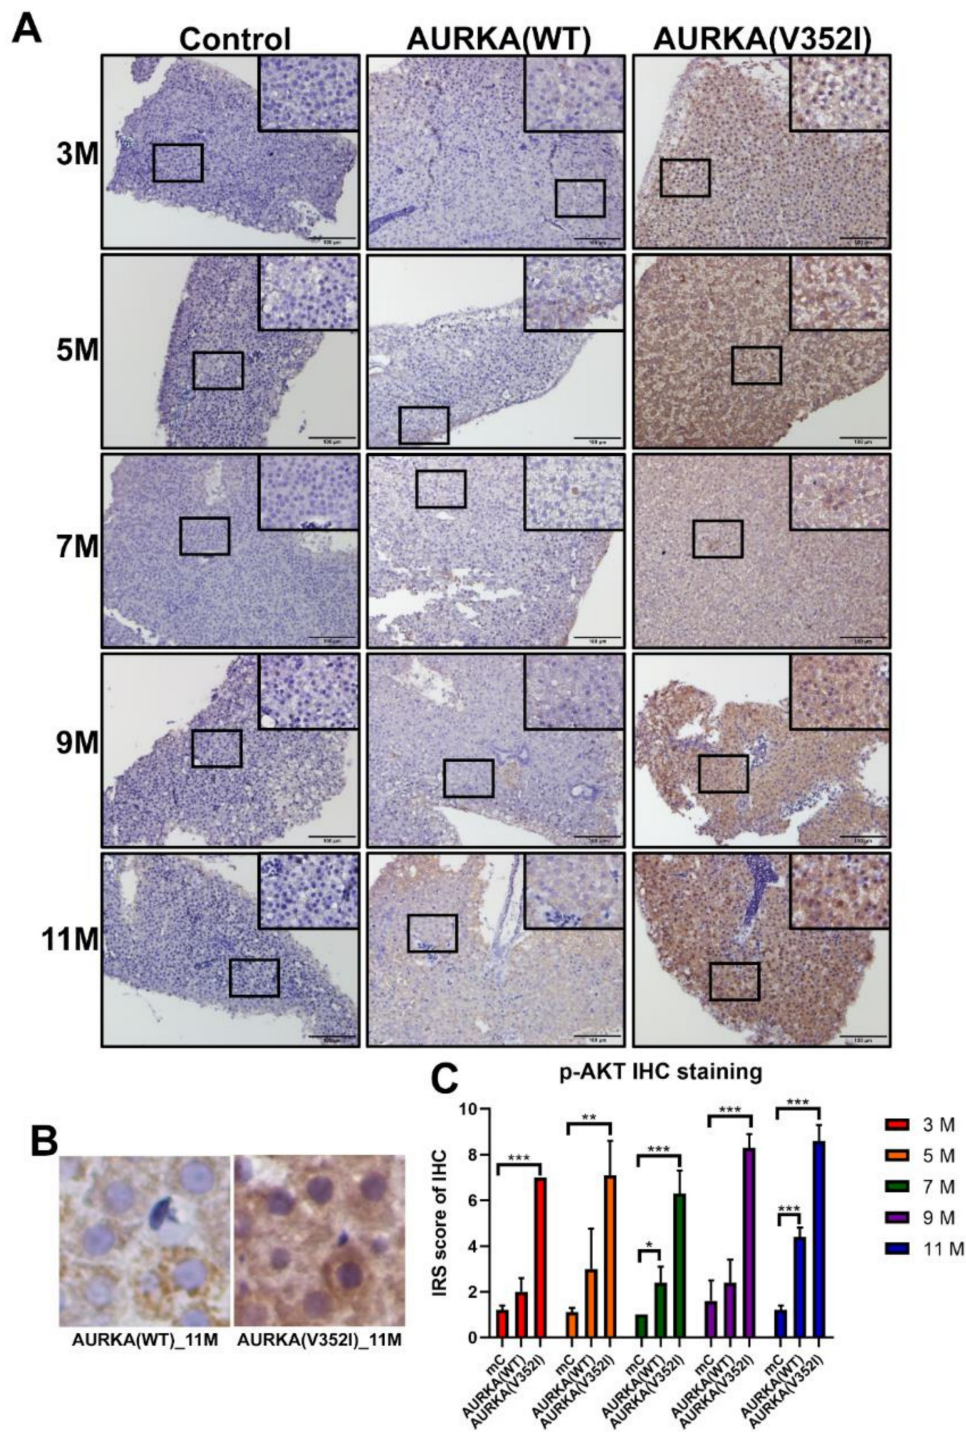 A
Control AURKA(WT) AURKA(V352I)
3M
5M
7M
9M
11M
B
AURKA(WT)_11M AURKA(V352I)_11M
C
p-AKT IHC staining
IRS score of IHC
10
8
6
4
2
0
*** ** *** * *** *** ***
mC AURKA(WT) AURKA(V352I)
mC AURKA(WT) AURKA(V352I)
mC AURKA(WT) AURKA(V352I)
mC AURKA(WT) AURKA(V352I)
mC AURKA(WT) AURKA(V352I)
3 M
5 M
7 M
9 M
11 M